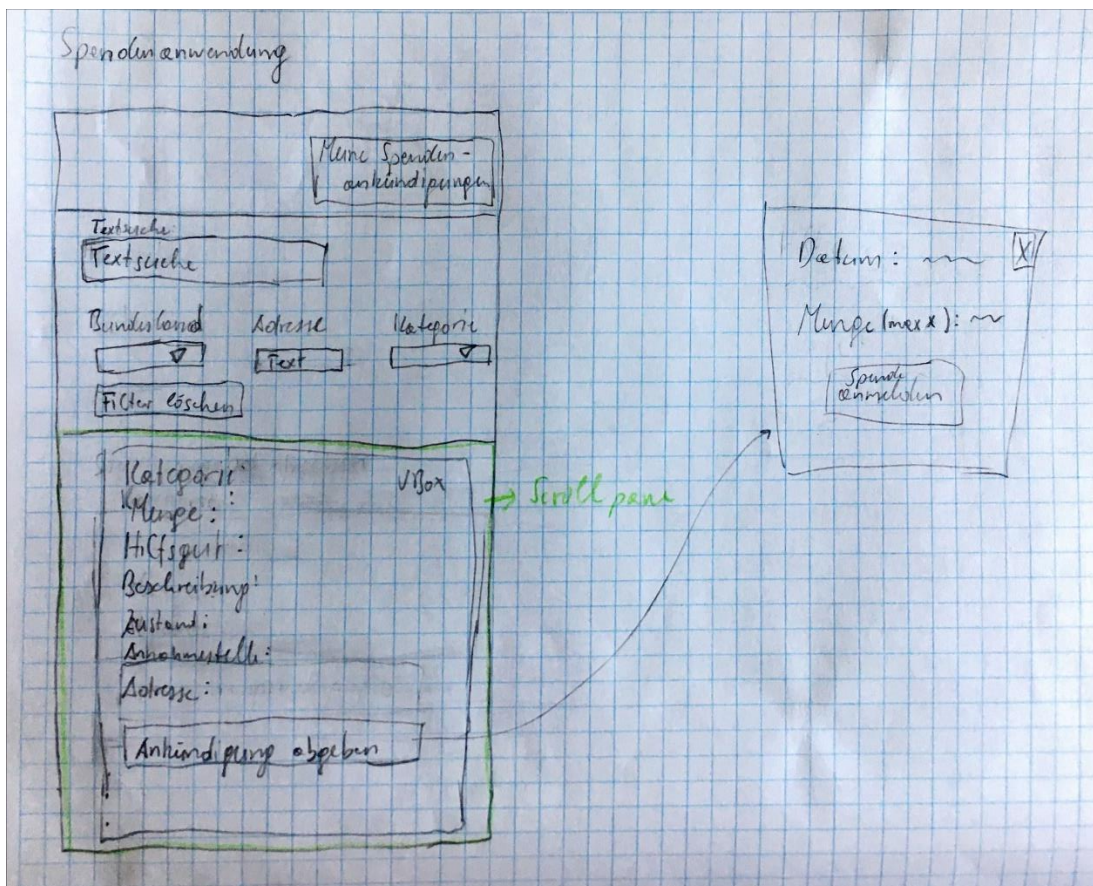 Spendenanwendung
Meine Spenden-
ankündigungen
Textsuche:
Textsuche
Bundesland Adresse Kategorie
Text
Filter löschen
Kategorie: VBox
Menge:
Hilfsgut:
Beschreibung:
Zustand:
Annahmestelle:
Adresse:
Ankündigung abgeben
→ Scroll pane
Datum: X
Menge (max x):
Spende
anmelden